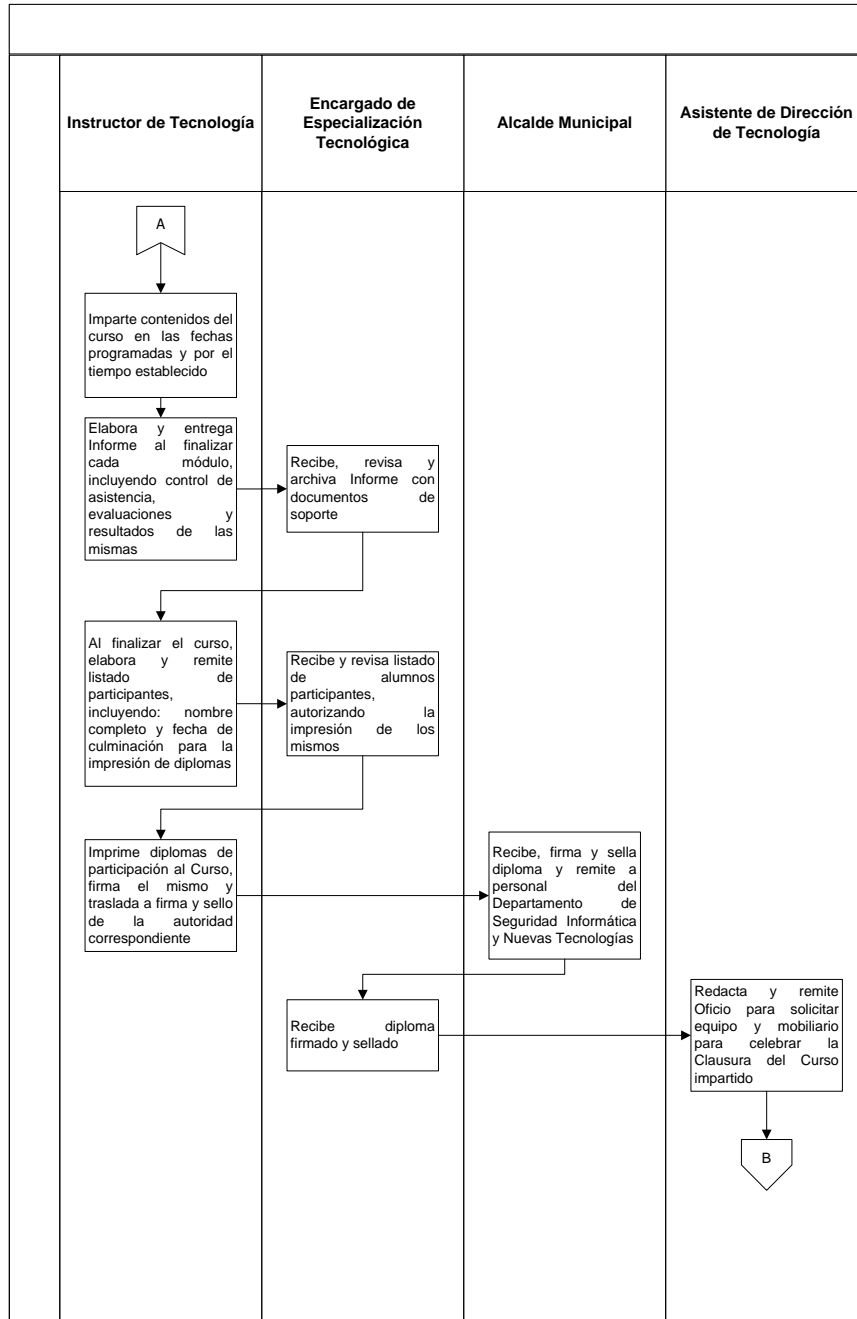 Instructor de Tecnología
Encargado de
Especialización
Tecnológica
Alcalde Municipal
Asistente de Dirección
de Tecnología
A
Imparte contenidos del
curso en las fechas
programadas y por el
tiempo establecido
Elabora y entrega
Informe al finalizar
cada módulo,
incluyendo control de
asistencia,
evaluaciones y
resultados de las
mismas
Recibe, revisa y
archiva Informe con
documentos de
soporte
Al finalizar el curso,
elabora y remite
listado de
participantes,
incluyendo: nombre
completo y fecha de
culminación para la
impresión de diplomas
Recibe y revisa listado
de alumnos
participantes,
autorizando la
impresión de los
mismos
Imprime diplomas de
participación al Curso,
firma el mismo y
traslada a firma y sello
de la autoridad
correspondiente
Recibe, firma y sella
diploma y remite a
personal del
Departamento de
Seguridad Informática
y Nuevas Tecnologías
Recibe diploma
firmado y sellado
Redacta y remite
Oficio para solicitar
equipo y mobiliario
para celebrar la
Clausura del Curso
impartido
B